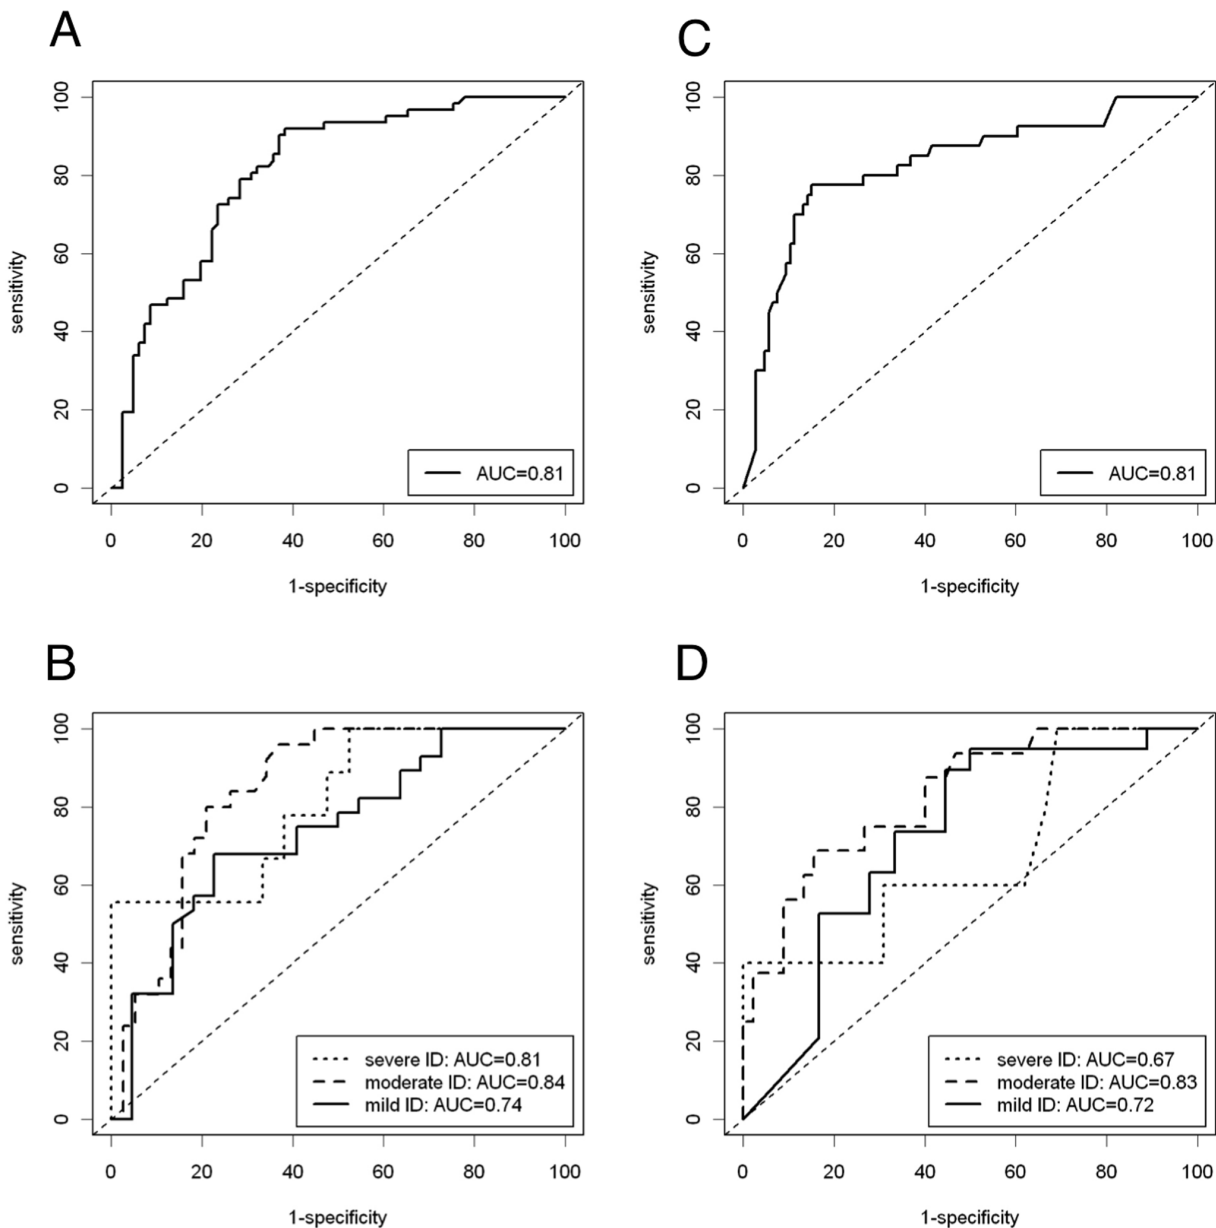 A
100
80
60
40
20
0
sensitivity
AUC=0.81
0 20 40 60 80 100
1-specificity
C
100
80
60
40
20
0
sensitivity
AUC=0.81
0 20 40 60 80 100
1-specificity
B
100
80
60
40
20
0
sensitivity
severe ID: AUC=0.81
moderate ID: AUC=0.84
mild ID: AUC=0.74
0 20 40 60 80 100
1-specificity
D
100
80
60
40
20
0
sensitivity
severe ID: AUC=0.67
moderate ID: AUC=0.83
mild ID: AUC=0.72
0 20 40 60 80 100
1-specificity